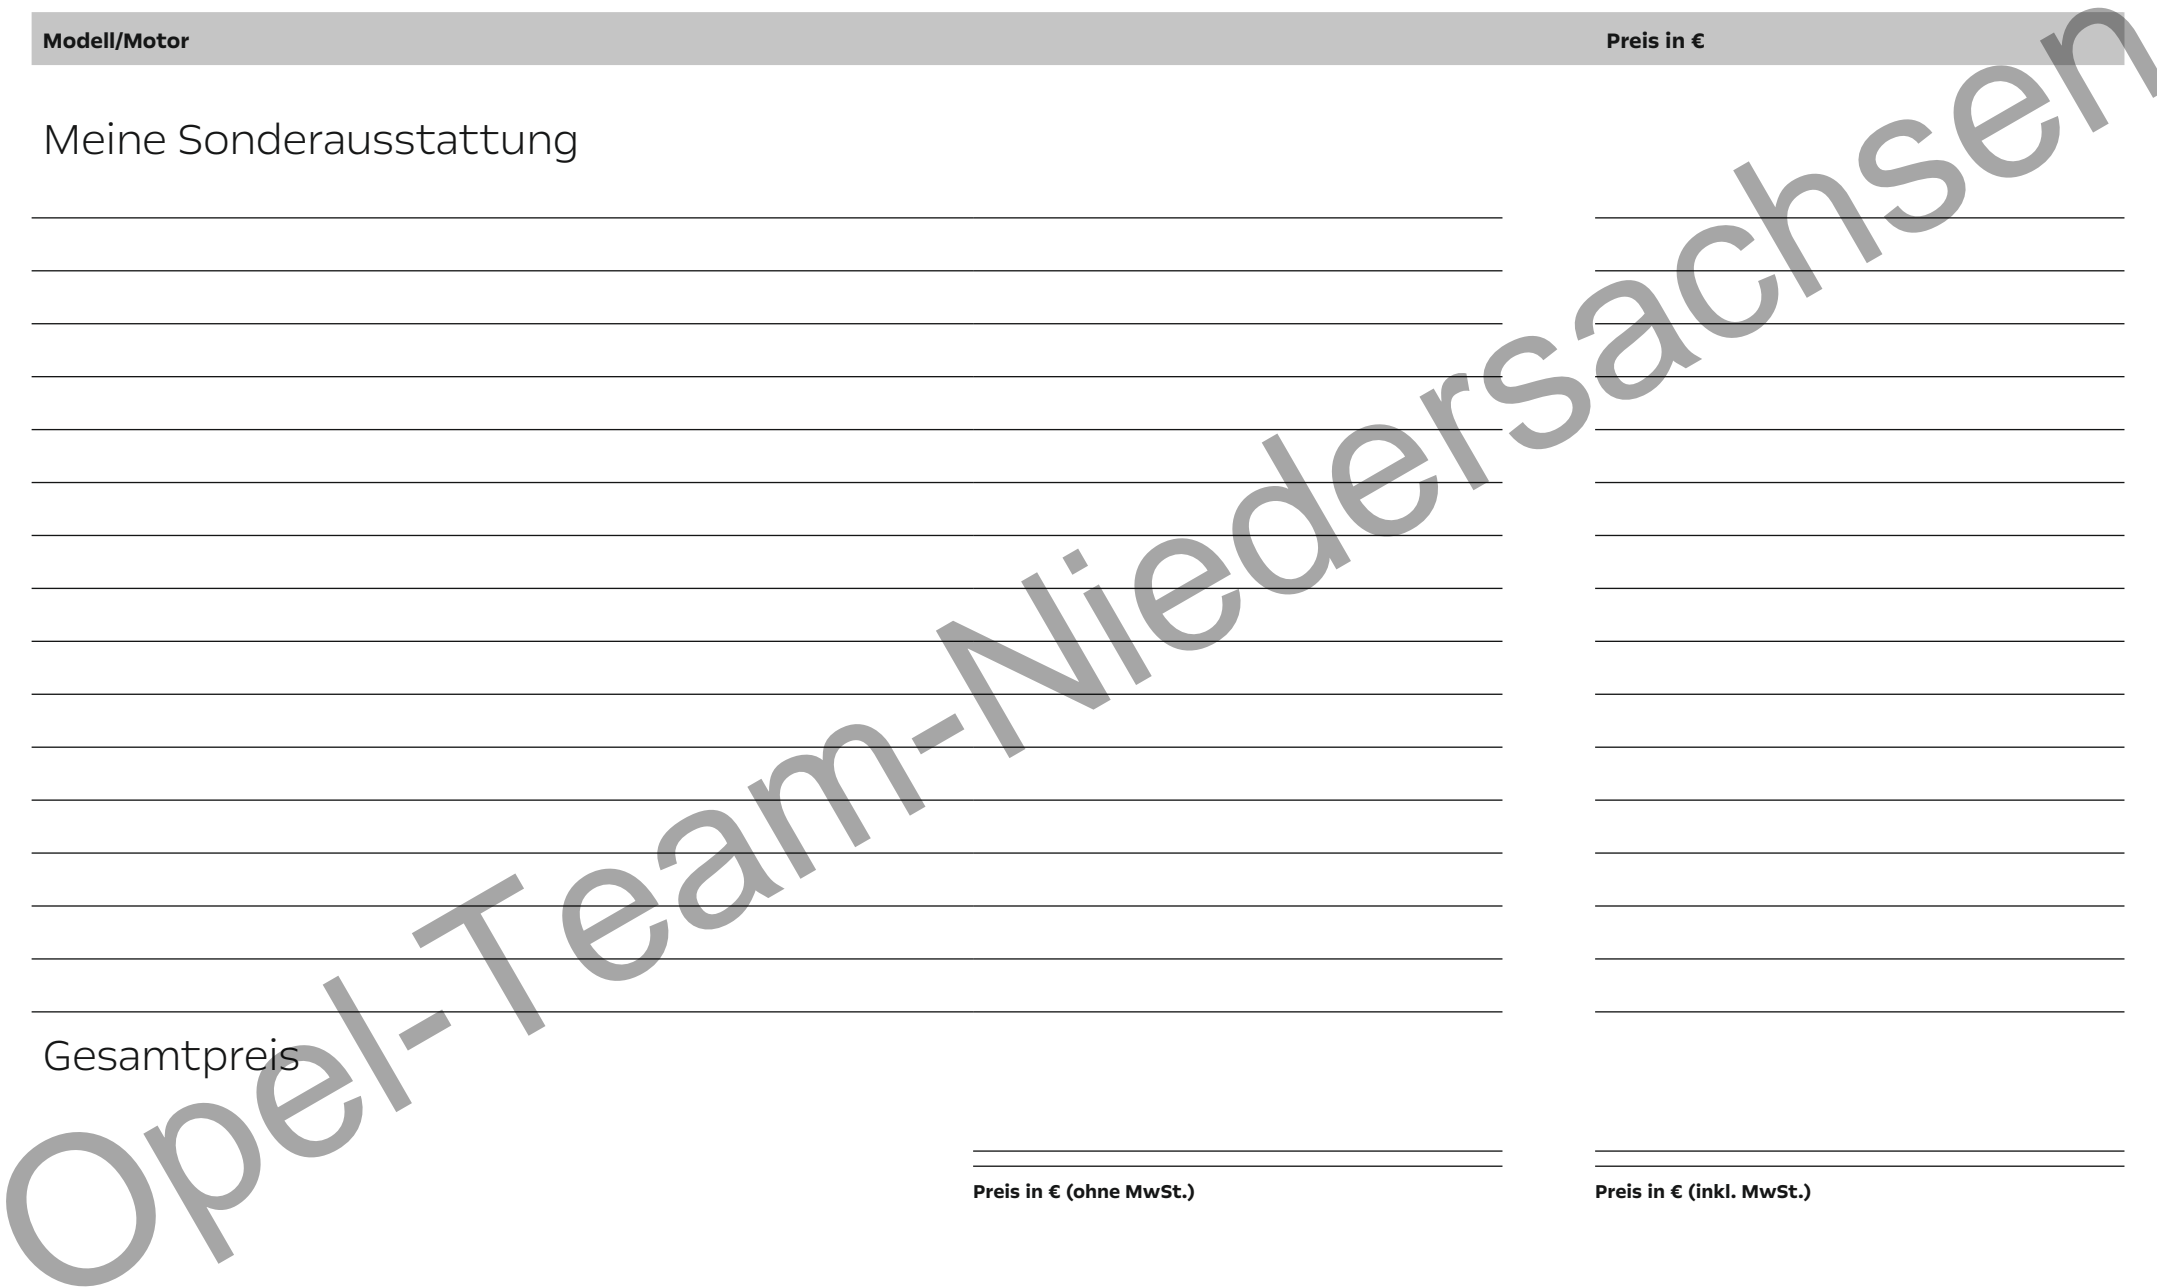 Modell/Motor Preis in €
Meine Sonderausstattung
Gesamtpreis
Preis in € (ohne MwSt.) Preis in € (inkl. MwSt.)
Opel-Team-Niedersachsen